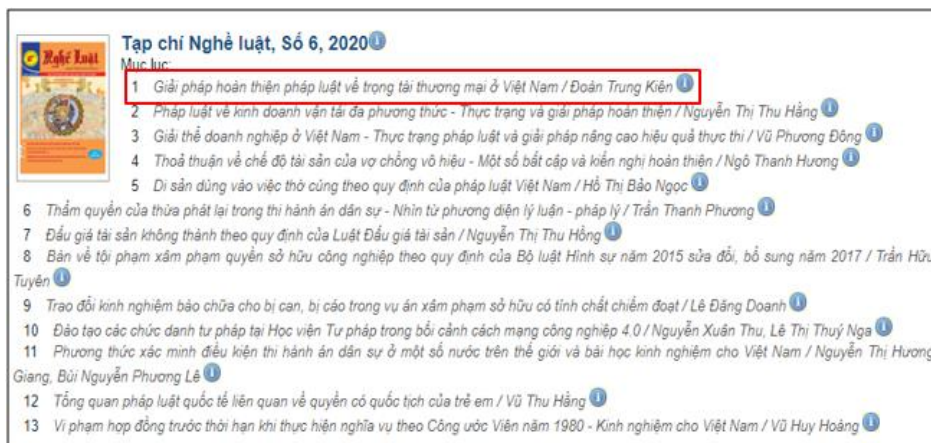 Nghề Luật
Tạp chí Nghề luật, Số 6, 2020
Mục lục:
1 Giải pháp hoàn thiện pháp luật về trọng tài thương mại ở Việt Nam / Đoàn Trung Kiên
2 Pháp luật về kinh doanh vận tải đa phương thức - Thực trạng và giải pháp hoàn thiện / Nguyễn Thị Thu Hằng
3 Giải thể doanh nghiệp ở Việt Nam - Thực trạng pháp luật và giải pháp nâng cao hiệu quả thực thi / Vũ Phương Đông
4 Thoả thuận về chế độ tài sản của vợ chồng vô hiệu - Một số bất cập và kiến nghị hoàn thiện / Ngô Thanh Hương
5 Di sản dùng vào việc thờ cúng theo quy định của pháp luật Việt Nam / Hồ Thị Bảo Ngọc
6 Thẩm quyền của thừa phát lại trong thi hành án dân sự - Nhìn từ phương diện lý luận - pháp lý / Trần Thanh Phương
7 Đấu giá tài sản không thành theo quy định của Luật Đấu giá tài sản / Nguyễn Thị Thu Hồng
8 Bàn về tội phạm xâm phạm quyền sở hữu công nghiệp theo quy định của Bộ luật Hình sự năm 2015 sửa đổi, bổ sung năm 2017 / Trần Hữu
Tuyên
9 Trao đổi kinh nghiệm bào chữa cho bị can, bị cáo trong vụ án xâm phạm sở hữu có tính chất chiếm đoạt / Lê Đăng Doanh
10 Đào tạo các chức danh tư pháp tại Học viện Tư pháp trong bối cảnh cách mạng công nghiệp 4.0 / Nguyễn Xuân Thu, Lê Thị Thuý Nga
11 Phương thức xác minh điều kiện thi hành án dân sự ở một số nước trên thế giới và bài học kinh nghiệm cho Việt Nam / Nguyễn Thị Hương
Giang, Bùi Nguyễn Phương Lê
12 Tổng quan pháp luật quốc tế liên quan về quyền có quốc tịch của trẻ em / Vũ Thu Hằng
13 Vi phạm hợp đồng trước thời hạn khi thực hiện nghĩa vụ theo Công ước Viên năm 1980 - Kinh nghiệm cho Việt Nam / Vũ Huy Hoàng